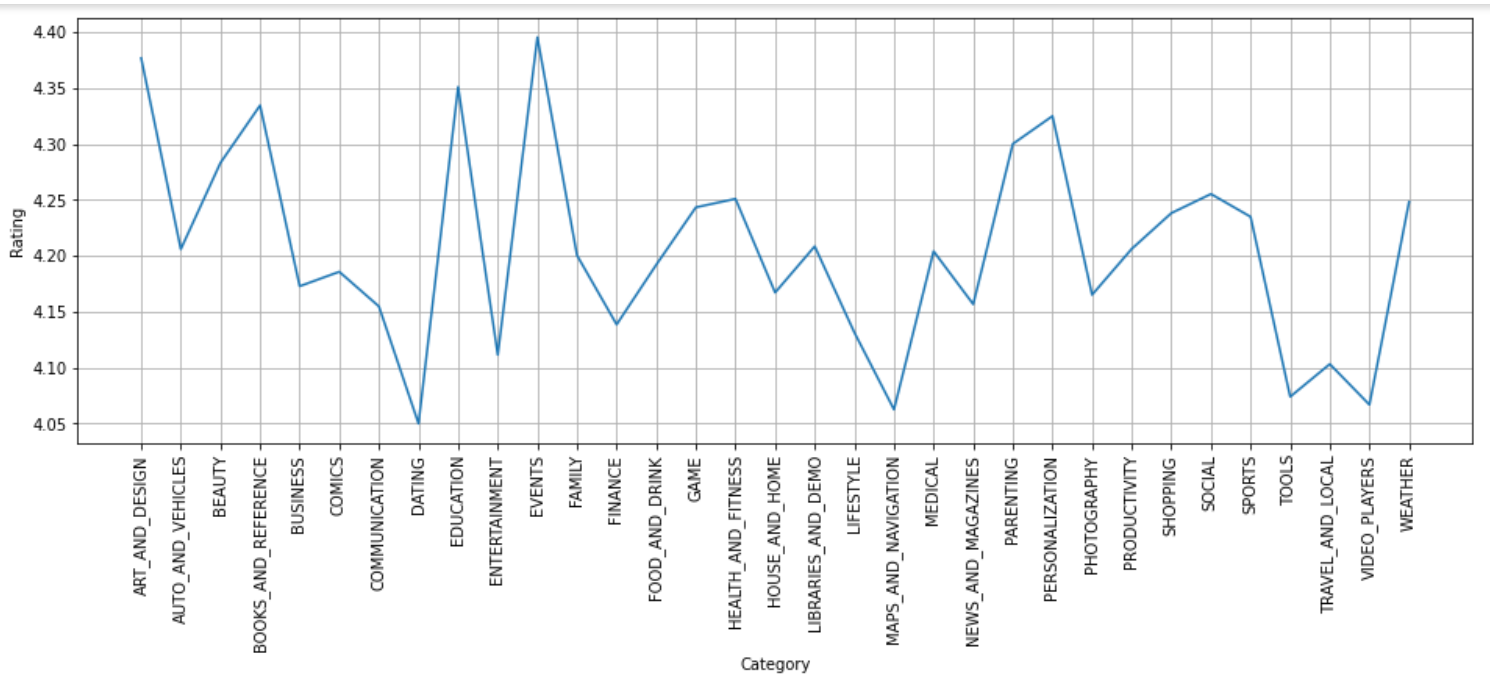 4.40
4.35
4.30
4.25
4.20
4.15
4.10
4.05
Rating
ART_AND_DESIGN
AUTO_AND_VEHICLES
BEAUTY
BOOKS_AND_REFERENCE
BUSINESS
COMICS
COMMUNICATION
DATING
EDUCATION
ENTERTAINMENT
EVENTS
FAMILY
FINANCE
FOOD_AND_DRINK
GAME
HEALTH_AND_FITNESS
HOUSE_AND_HOME
LIBRARIES_AND_DEMO
LIFESTYLE
MAPS_AND_NAVIGATION
MEDICAL
NEWS_AND_MAGAZINES
PARENTING
PERSONALIZATION
PHOTOGRAPHY
PRODUCTIVITY
SHOPPING
SOCIAL
SPORTS
TOOLS
TRAVEL_AND_LOCAL
VIDEO_PLAYERS
WEATHER
Category